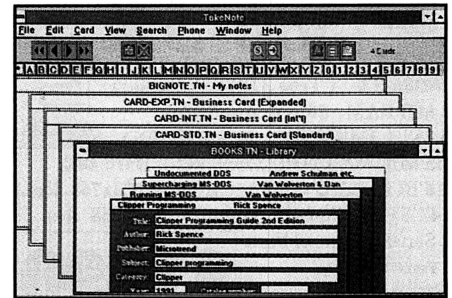 TakeNote
File Edit Card View Search Phone Window Help
4 Cards
A B C D E F G H I J K L M N O P Q R S T U V W X Y Z 0 1 2 3 4 5 6 7 8 9
BIGNOTE.TN - My notes
CARD-EXP.TN - Business Card (Expanded)
CARD-INT.TN - Business Card (Int'l)
CARD-STD.TN - Business Card (Standard)
BOOKS.TN - Library
Undocumented DOS Andrew Schulman etc.
Supercharging MS-DOS Van Wolverton & Dan
Running MS-DOS Van Wolverton
Clipper Programming Rick Spence
Title: Clipper Programming Guide 2nd Edition
Author: Rick Spence
Publisher: Microtrend
Subject: Clipper programming
Category: Clipper
Year: 1991 Catalog number: